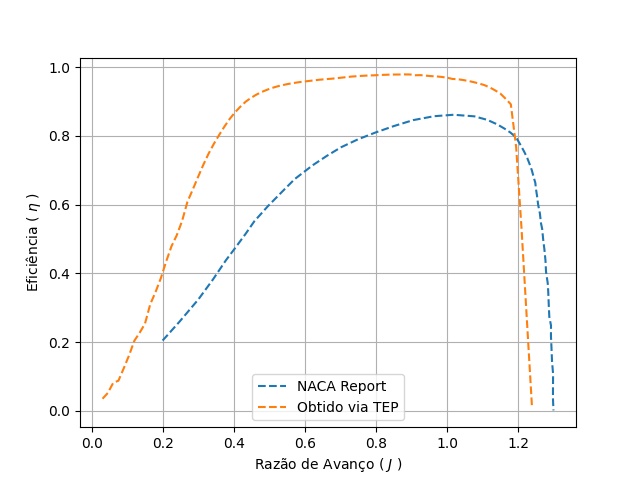 1.0
0.8
0.6
0.4
0.2
0.0
Eficiência ( η )
NACA Report
Obtido via TEP
0.0 0.2 0.4 0.6 0.8 1.0 1.2
Razão de Avanço ( J )